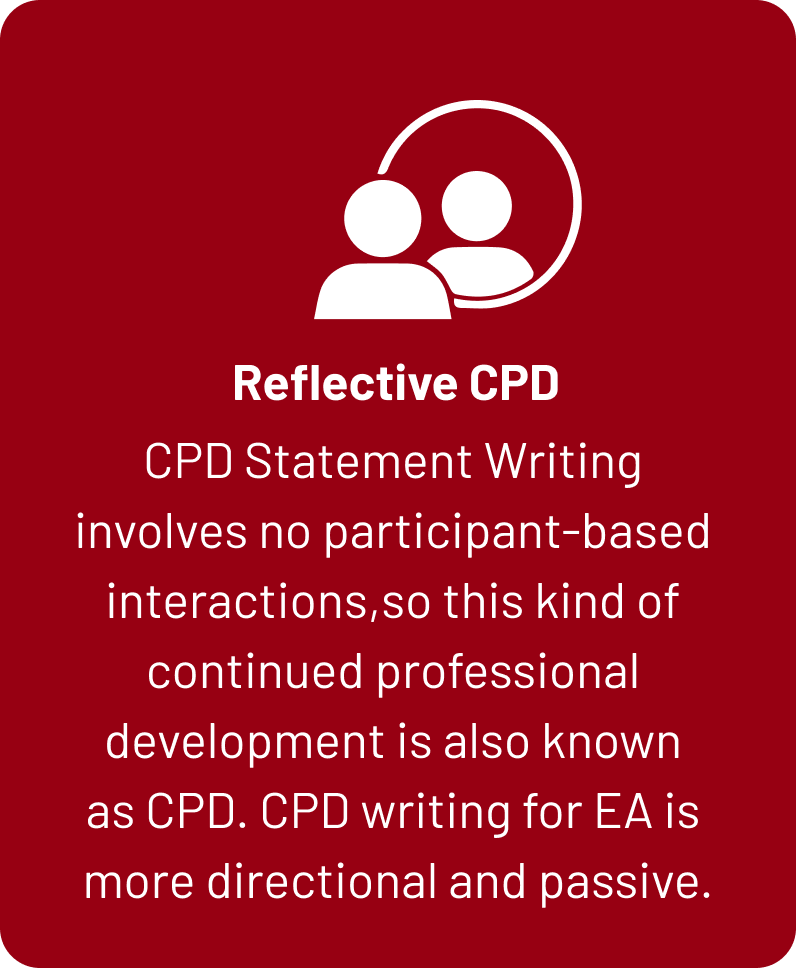 Reflective CPD
CPD Statement Writing
involves no participant-based
interactions,so this kind of
continued professional
development is also known
as CPD. CPD writing for EA is
more directional and passive.